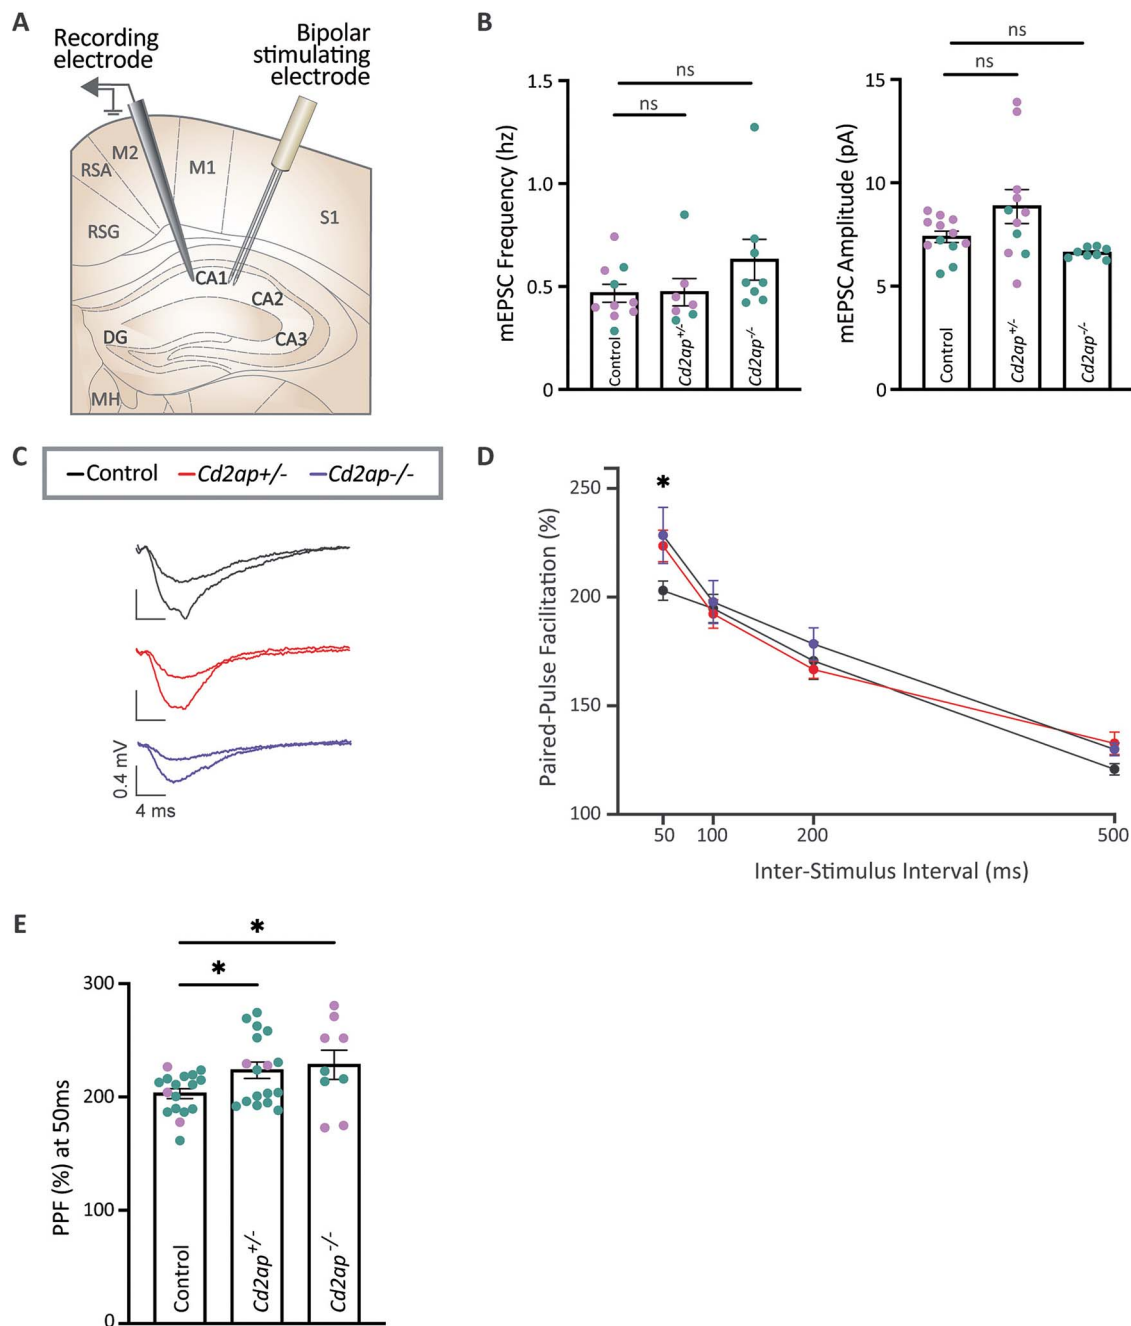 A
Recording
electrode
Bipolar
stimulating
electrode
M2
M1
RSA
RSG
S1
CA1
CA2
CA3
DG
MH
B
ns
ns
mEPSC Frequency (hz)
1.5
1.0
0.5
0
Control
Cd2ap+/-
Cd2ap-/-
ns
ns
mEPSC Amplitude (pA)
15
10
5
0
Control
Cd2ap+/-
Cd2ap-/-
C
Control Cd2ap+/- Cd2ap-/-
0.4 mV
4 ms
D
*
Paired-Pulse Facilitation (%)
250
200
150
100
50 100 200 500
Inter-Stimulus Interval (ms)
E
*
*
PPF (%) at 50ms
300
200
100
0
Control
Cd2ap+/-
Cd2ap-/-